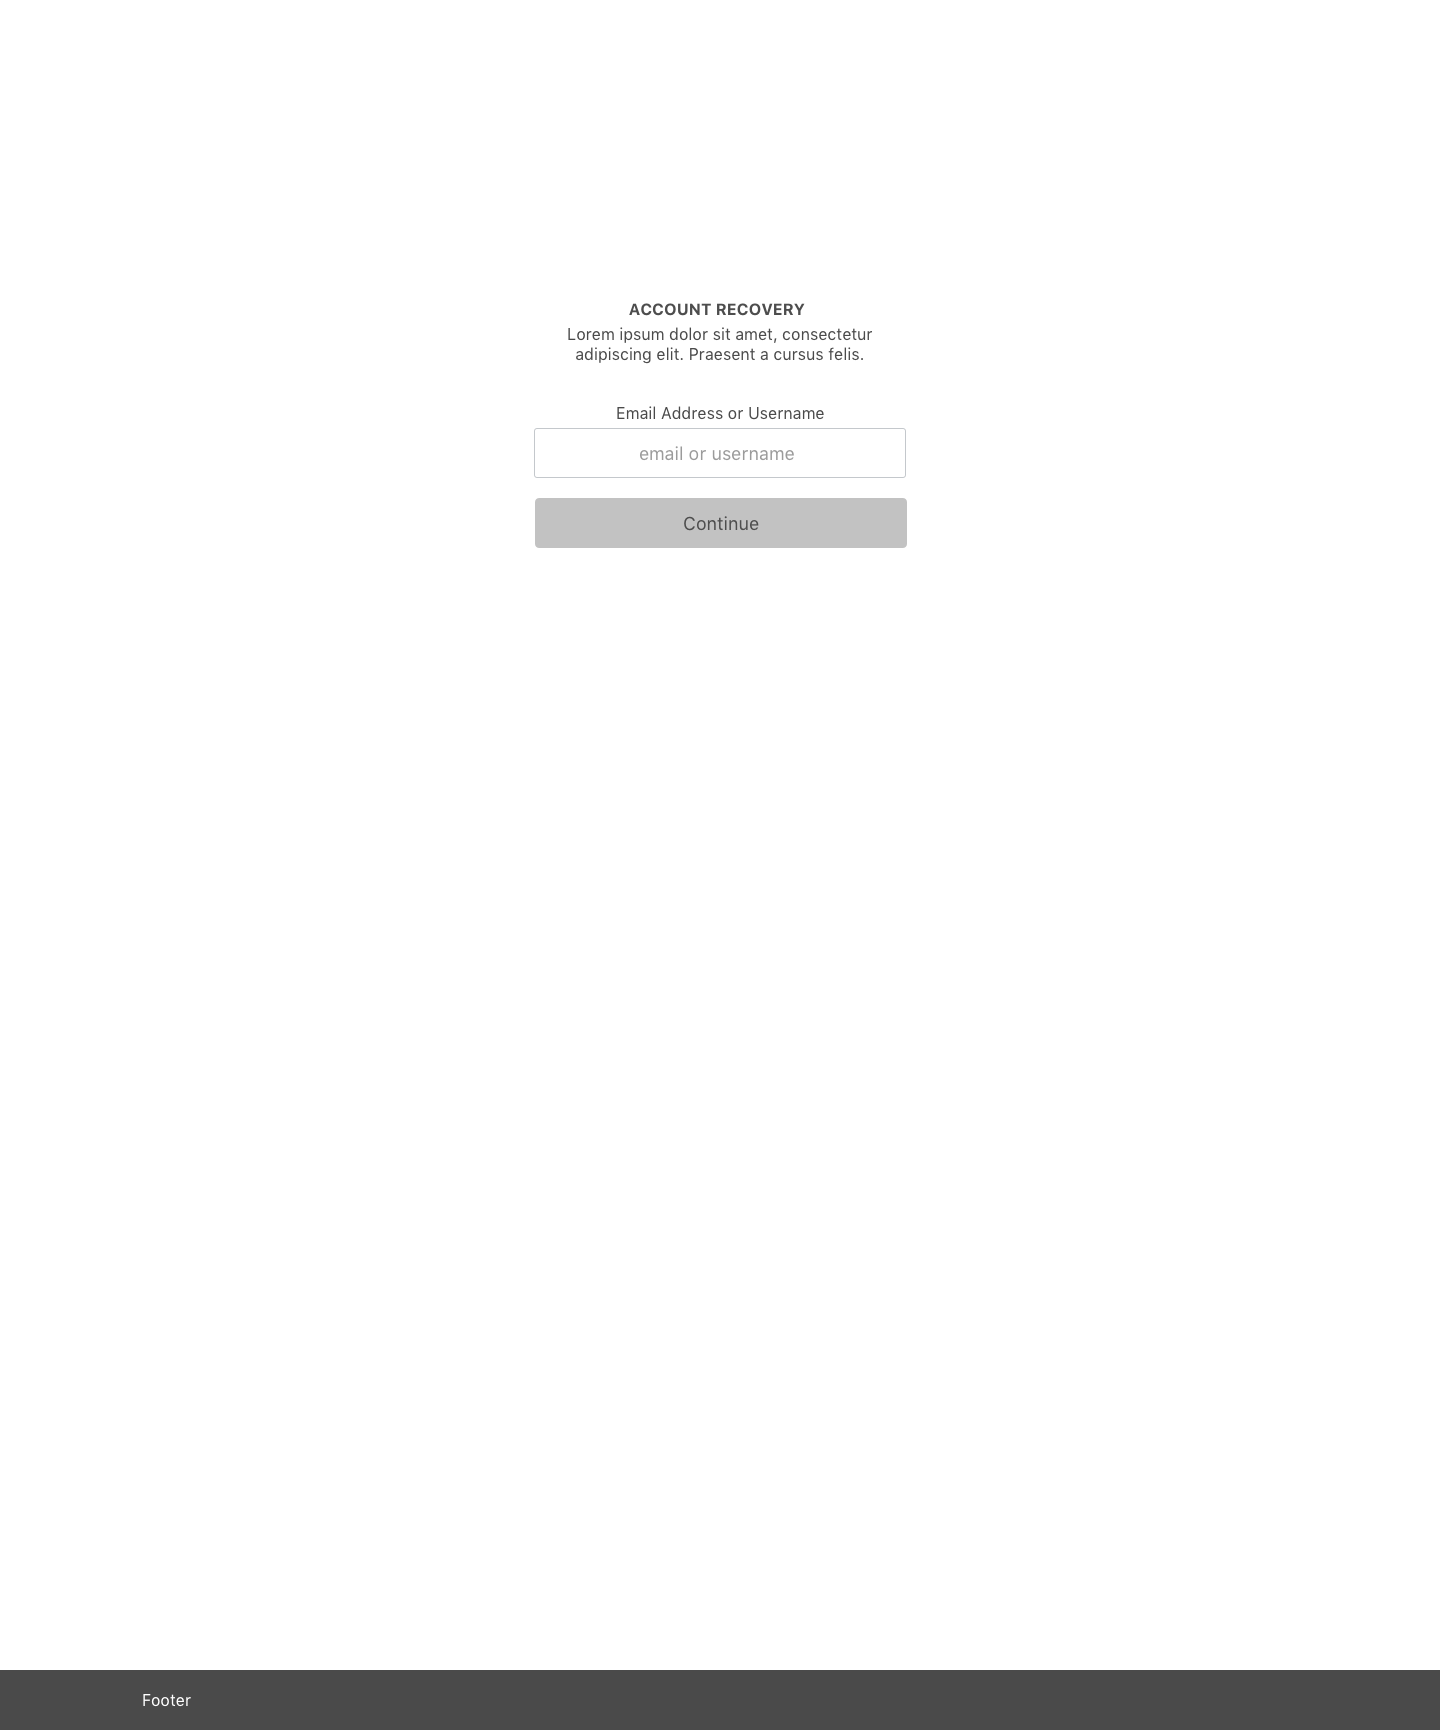 ACCOUNT RECOVERY
Lorem ipsum dolor sit amet, consectetur
adipiscing elit. Praesent a cursus felis.
Email Address or Username
email or username
Continue
Footer